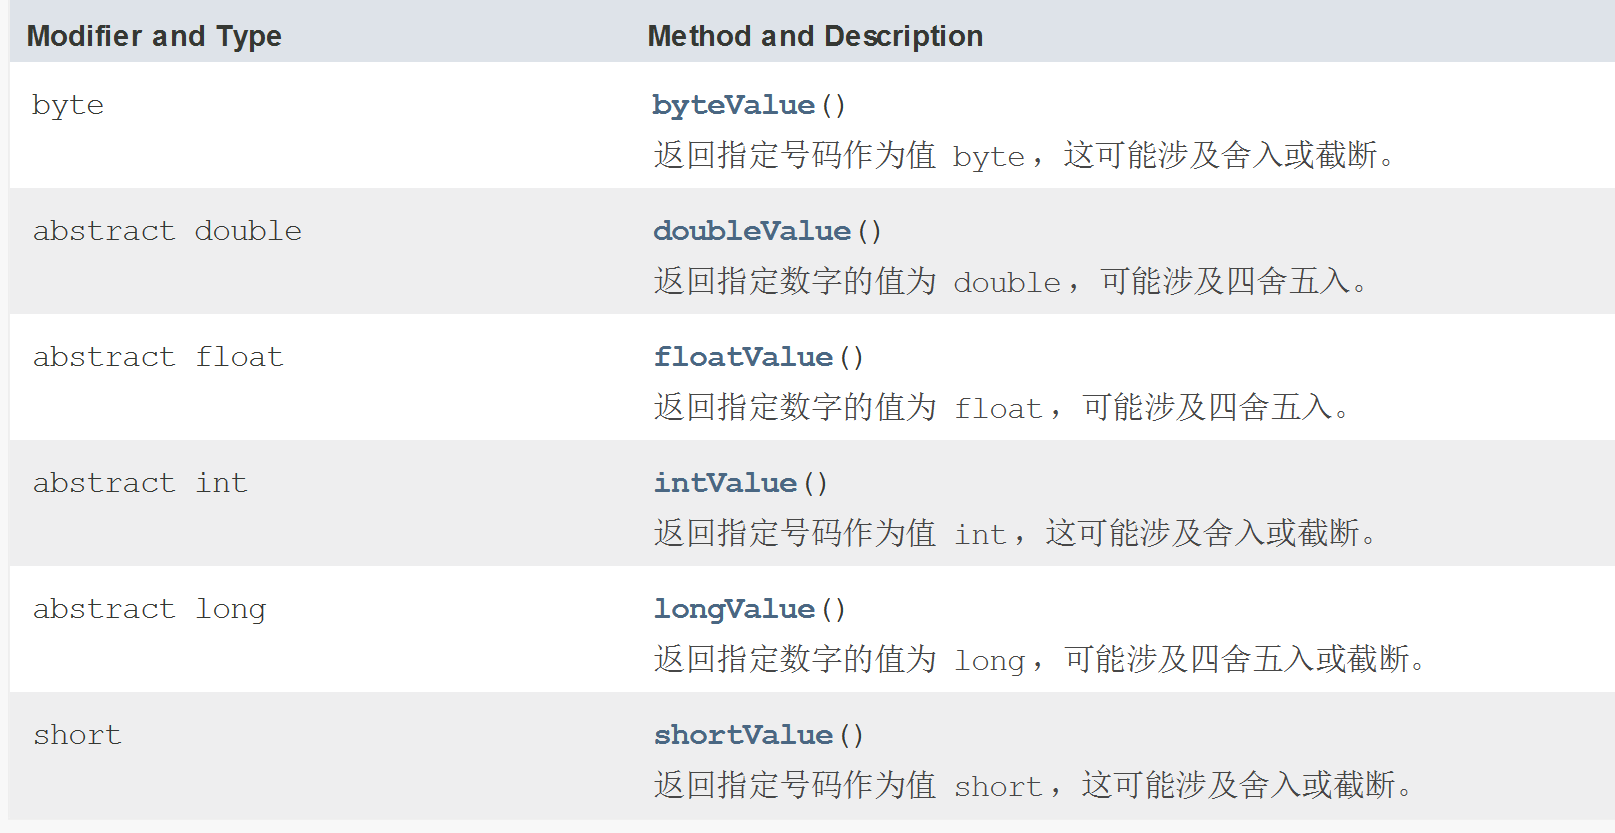 Modifier and Type Method and Description
byte byteValue()
返回指定号码作为值 byte ，这可能涉及舍入或截断。
abstract double doubleValue()
返回指定数字的值为 double ，可能涉及四舍五入。
abstract float floatValue()
返回指定数字的值为 float ，可能涉及四舍五入。
abstract int intValue()
返回指定号码作为值 int ，这可能涉及舍入或截断。
abstract long longValue()
返回指定数字的值为 long ，可能涉及四舍五入或截断。
short shortValue()
返回指定号码作为值 short ，这可能涉及舍入或截断。